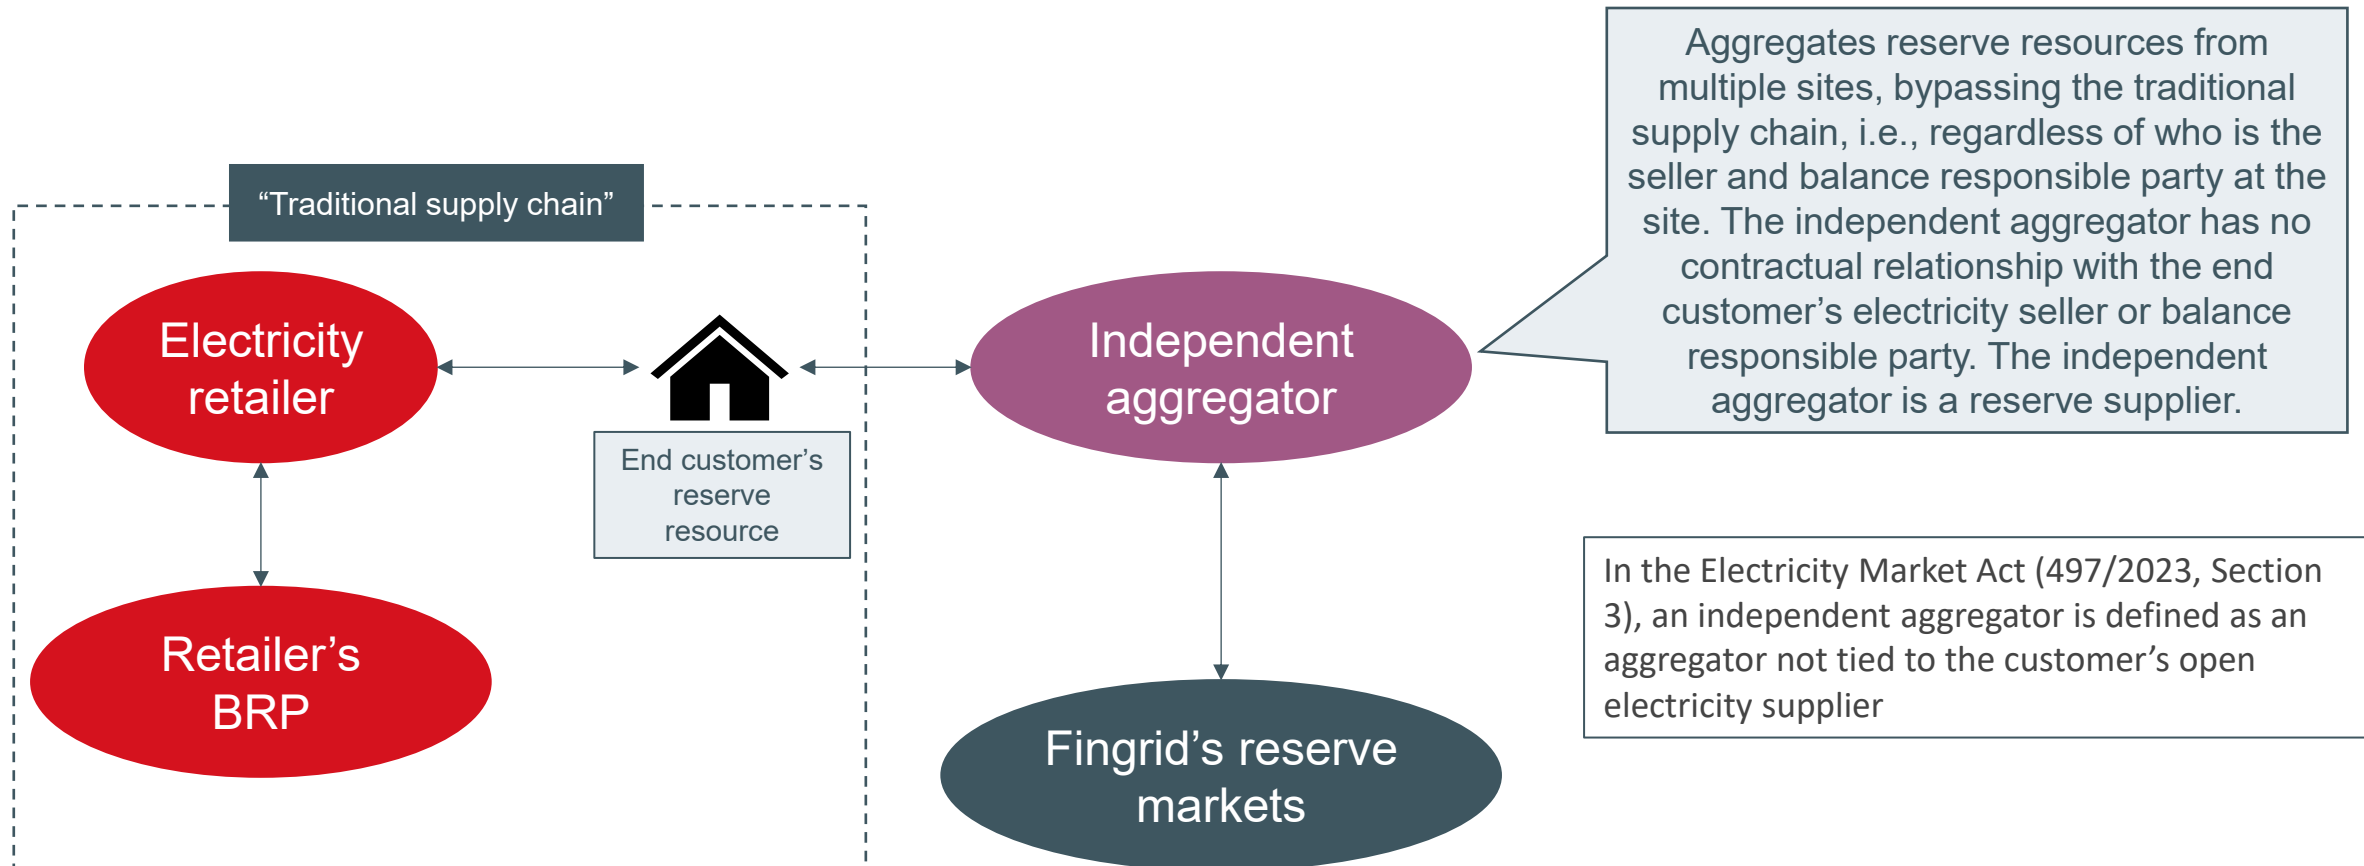 “Traditional supply chain”
Electricity
retailer
End customer’s
reserve
resource
Retailer’s
BRP
Independent
aggregator
Fingrid’s reserve
markets
Aggregates reserve resources from
multiple sites, bypassing the traditional
supply chain, i.e., regardless of who is the
seller and balance responsible party at the
site. The independent aggregator has no
contractual relationship with the end
customer’s electricity seller or balance
responsible party. The independent
aggregator is a reserve supplier.
In the Electricity Market Act (497/2023, Section
3), an independent aggregator is defined as an
aggregator not tied to the customer’s open
electricity supplier